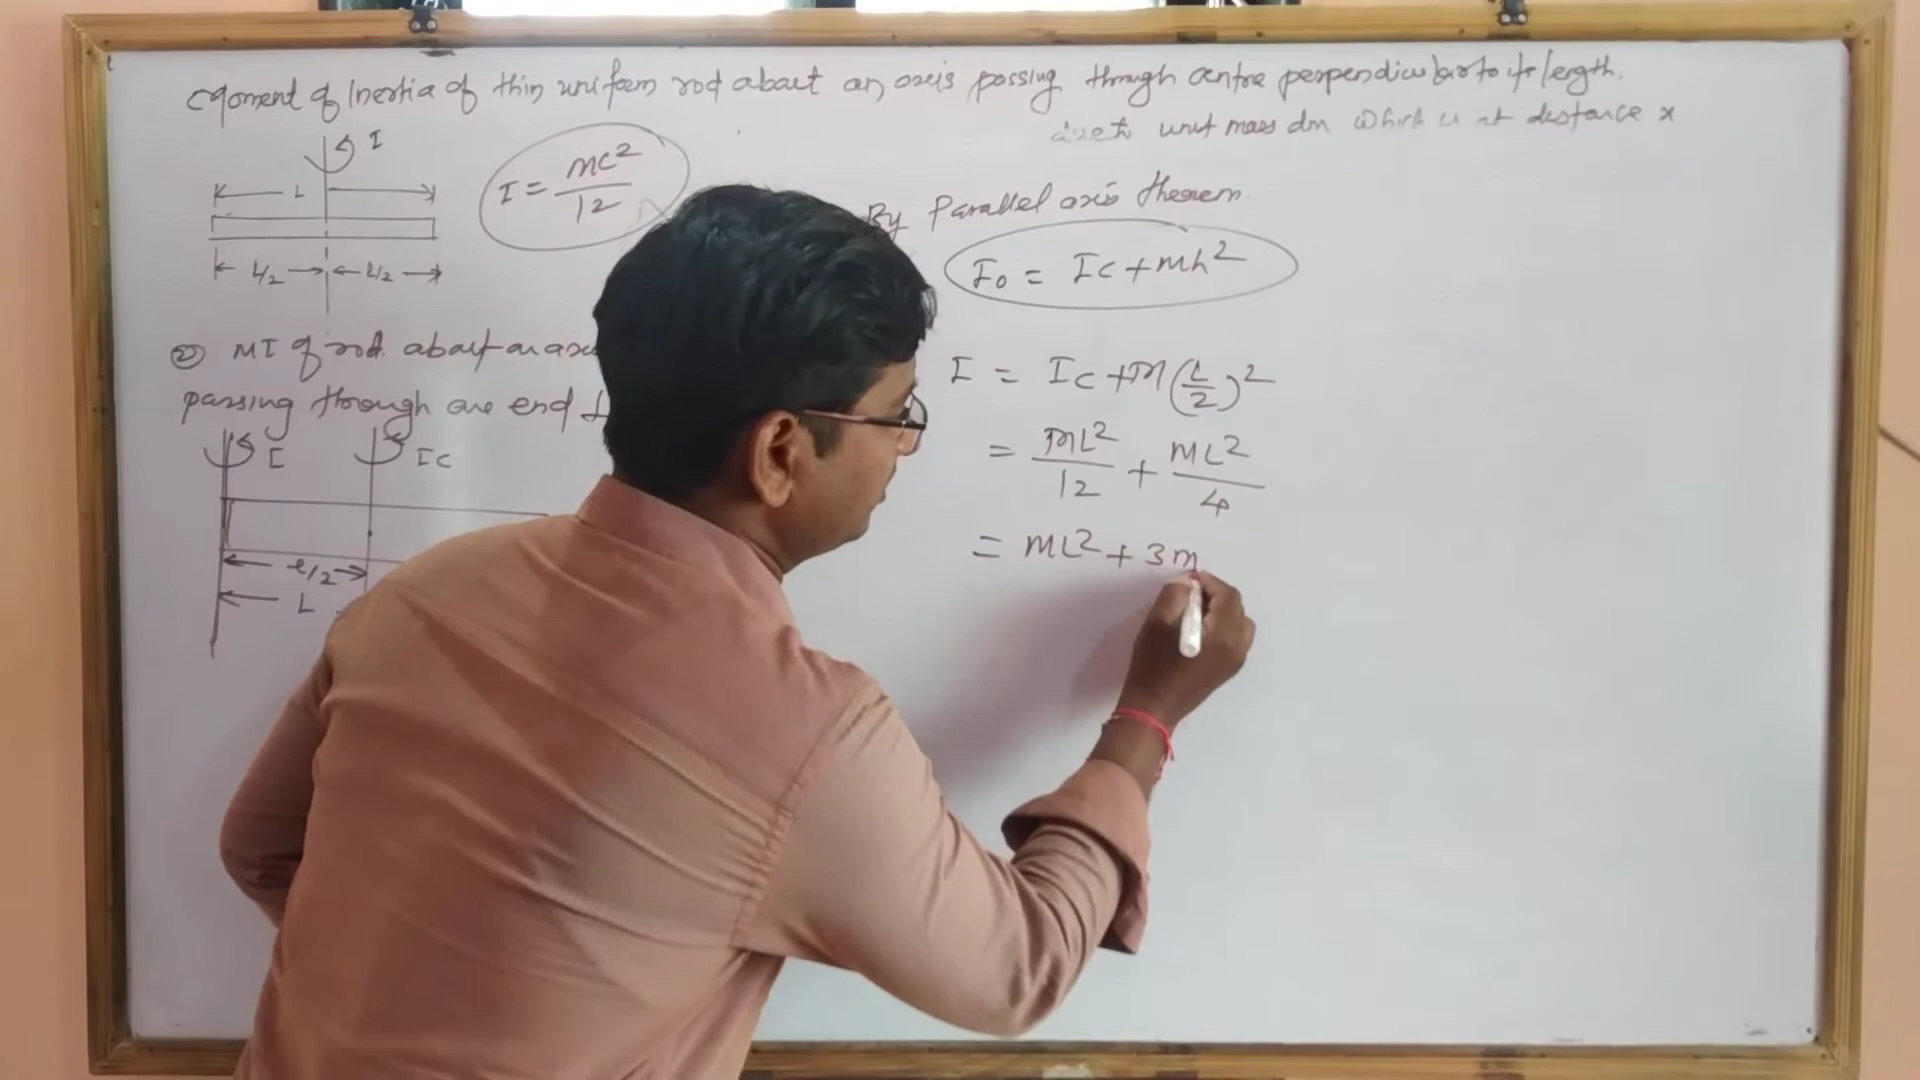 Moment of Inertia of thin uniform rod about an axis passing through centre perpendicular to its length.
unit mass dm which is at distance x
I
L
L/2 L/2
I = ML²/12
② MI of rod about an axis
passing through one end ⊥
I IC
l/2
L
By Parallel axis theorem
I₀ = IC + Mh²
I = IC + M(L/2)²
= ML²/12 + ML²/4
= ML² + 3M